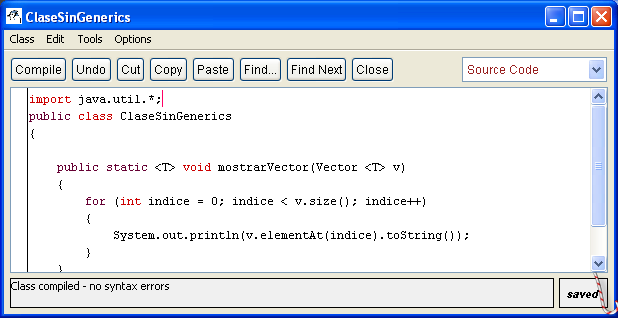 ClaseSinGenerics
Class Edit Tools Options
Compile Undo Cut Copy Paste Find... Find Next Close Source Code
import java.util.*;
public class ClaseSinGenerics
{
public static <T> void mostrarVector(Vector <T> v)
{
for (int indice = 0; indice < v.size(); indice++)
{
System.out.println(v.elementAt(indice).toString());
}
}
Class compiled - no syntax errors
saved